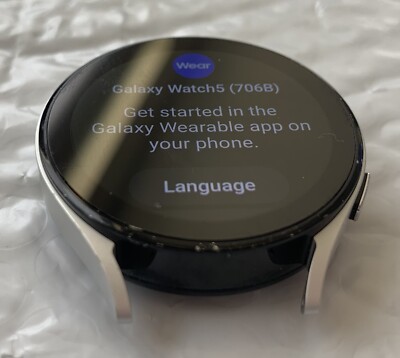 Wear
Galaxy Watch5 (706B)
Get started in the
Galaxy Wearable app on
your phone.
Language